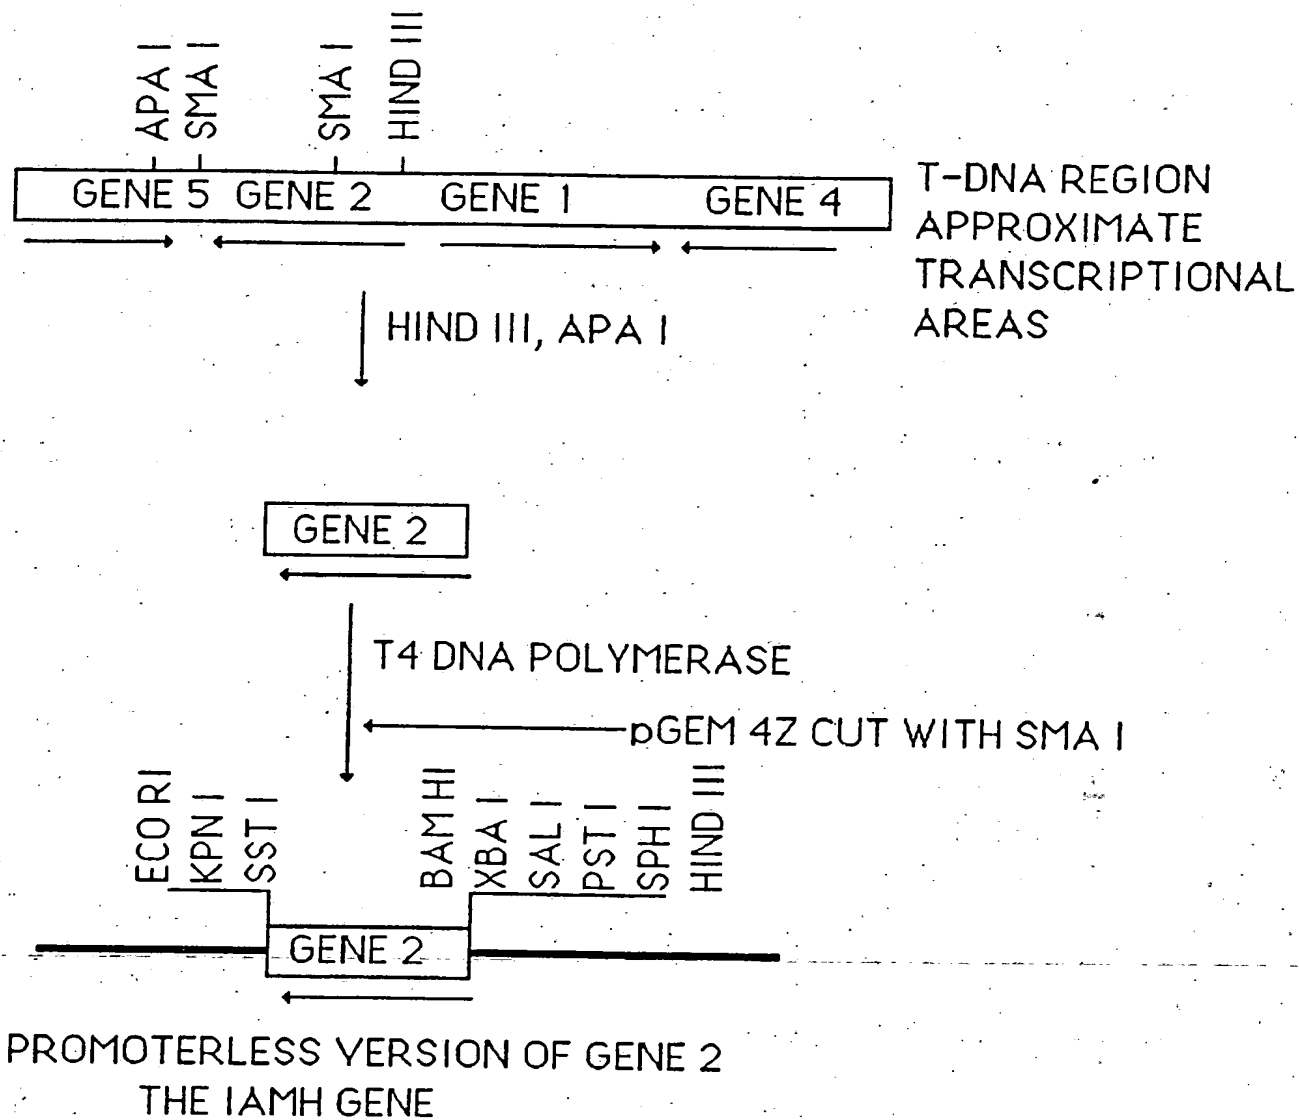 APA I
SMA I
SMA I
HIND III
GENE 5
GENE 2
GENE 1
GENE 4
T-DNA REGION
APPROXIMATE
TRANSCRIPTIONAL
AREAS
HIND III, APA I
GENE 2
T4 DNA POLYMERASE
pGEM 4Z CUT WITH SMA I
ECO RI
KPN I
SST I
BAM HI
XBA I
SAL I
PST I
SPH I
HIND III
GENE 2
PROMOTERLESS VERSION OF GENE 2
THE IAMH GENE